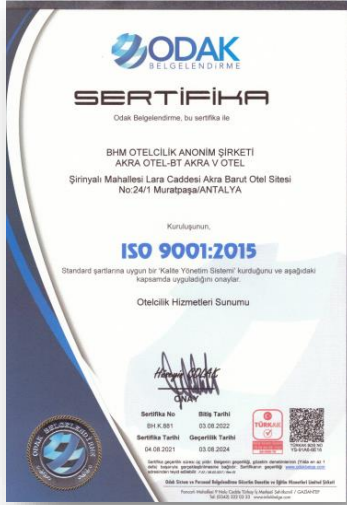 ODAK
BELGELENDİRME
SERTİFİKA
Odak Belgelendirme, bu sertifika ile
BHM OTELCİLİK ANONİM ŞİRKETİ
AKRA OTEL-BT AKRA V OTEL
Şirinyalı Mahallesi Lara Caddesi Akra Barut Otel Sitesi
No:24/1 Muratpaşa/ANTALYA
Kuruluşunun,
ISO 9001:2015
Standard şartlarına uygun bir 'Kalite Yönetim Sistemi' kurduğunu ve aşağıdaki
kapsamda uyguladığını onaylar.
Otelcilik Hizmetleri Sunumu
ONAY
Sertifika No Bitiş Tarihi
BH.K.881 03.08.2022
Sertifika Tarihi Geçerlilik Tarihi
04.08.2021 03.08.2024
TÜRKAK
ODAK BELGELENDİRME